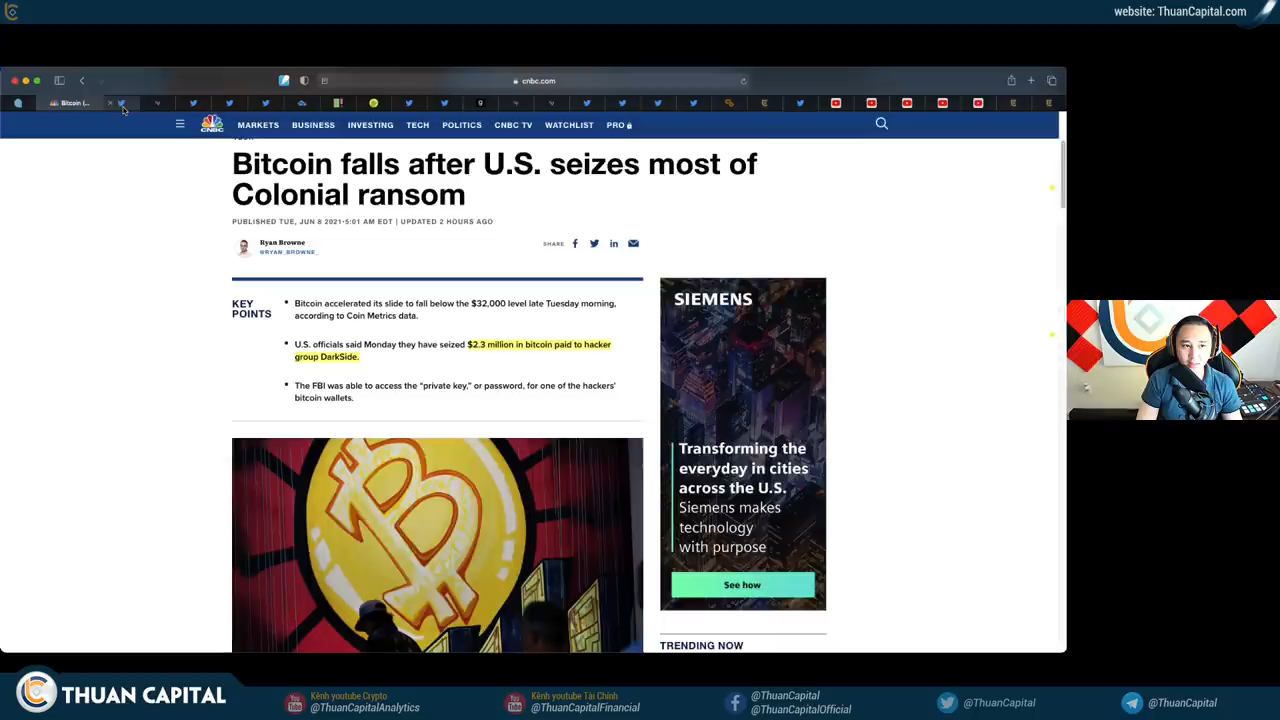 website: ThuanCapital.com
cnbc.com
Bitcoin (...
CNBC
MARKETS BUSINESS INVESTING TECH POLITICS CNBC TV WATCHLIST PRO
Bitcoin falls after U.S. seizes most of
Colonial ransom
PUBLISHED TUE, JUN 8 2021•5:01 AM EDT | UPDATED 2 HOURS AGO
Ryan Browne
@RYAN_BROWNE_
SHARE
KEY
POINTS
Bitcoin accelerated its slide to fall below the $32,000 level late Tuesday morning,
according to Coin Metrics data.
U.S. officials said Monday they have seized $2.3 million in bitcoin paid to hacker
group DarkSide.
The FBI was able to access the “private key,” or password, for one of the hackers’
bitcoin wallets.
SIEMENS
Transforming the
everyday in cities
across the U.S.
Siemens makes
technology
with purpose
See how
TRENDING NOW
THUAN CAPITAL
Kênh youtube Crypto
@ThuanCapitalAnalytics
Kênh youtube Tài Chính
@ThuanCapitalFinancial
@ThuanCapital
@ThuanCapitalOfficial
@ThuanCapital
@ThuanCapital